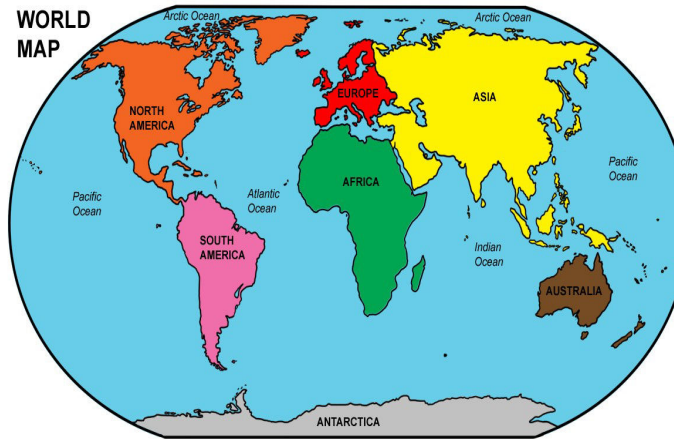 WORLD
MAP
Arctic Ocean
Arctic Ocean
NORTH
AMERICA
EUROPE
ASIA
Pacific
Ocean
Atlantic
Ocean
AFRICA
Pacific
Ocean
SOUTH
AMERICA
Indian
Ocean
AUSTRALIA
ANTARCTICA